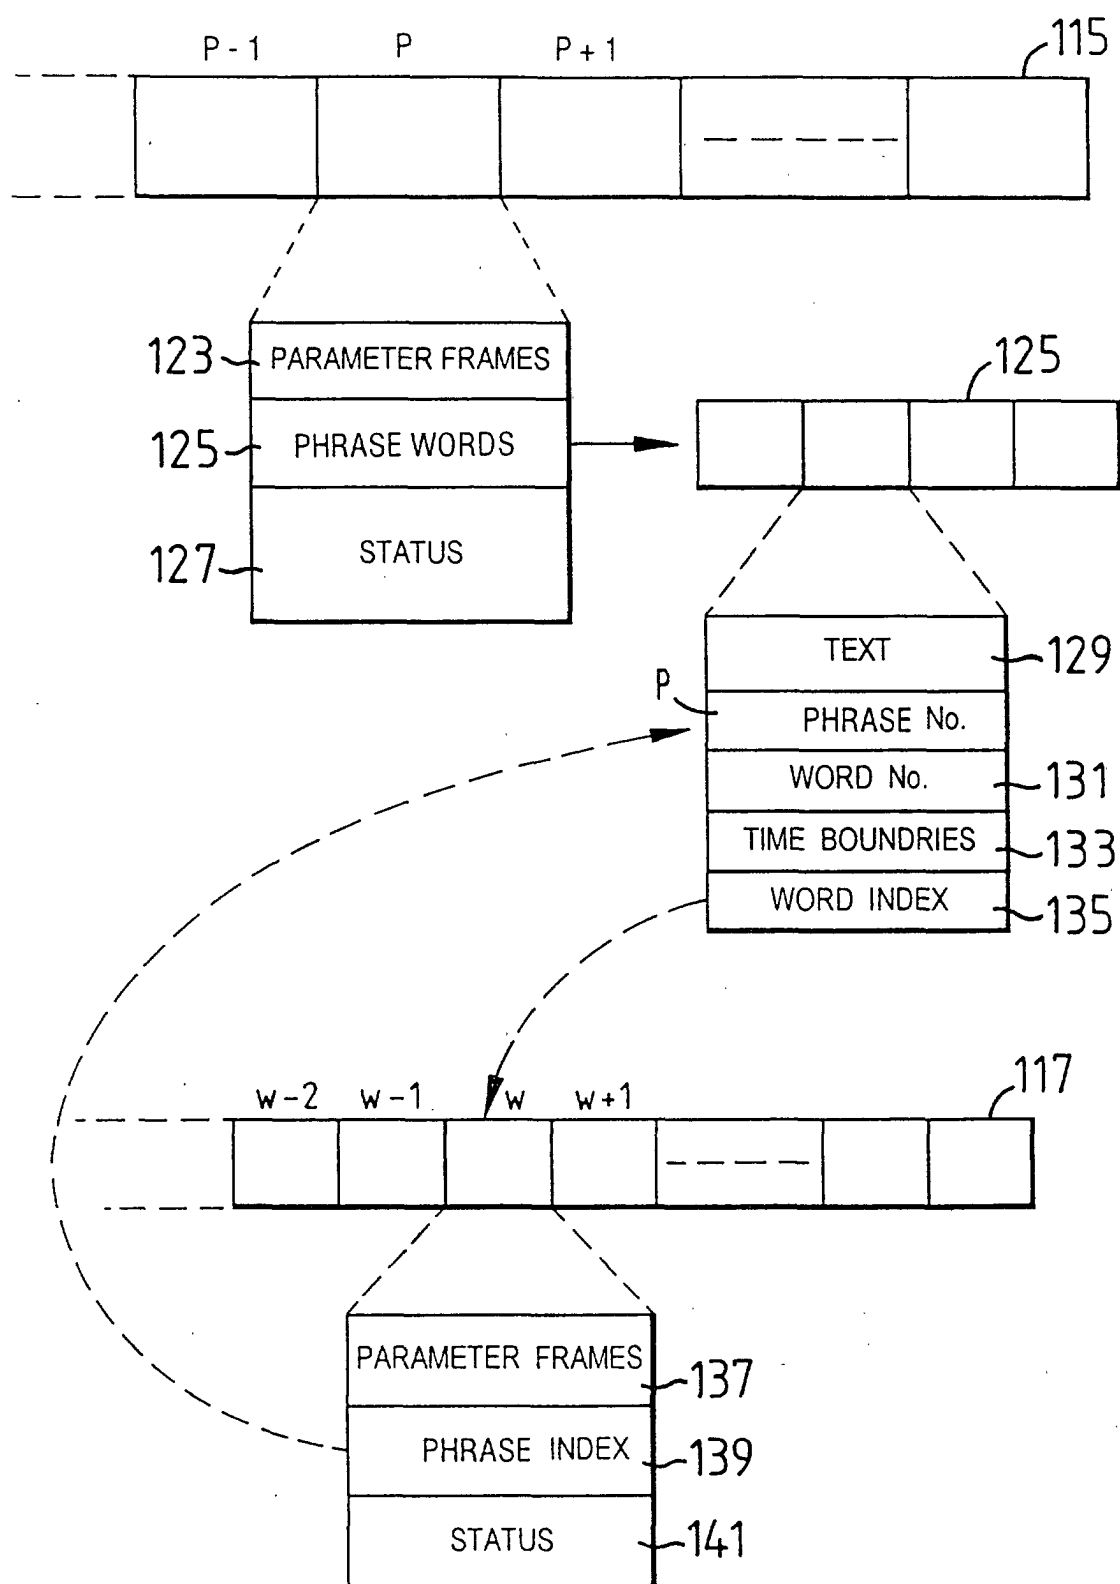 P-1 P P+1 115
123 PARAMETER FRAMES
125
125 PHRASE WORDS
127 STATUS
TEXT 129
P PHRASE No.
WORD No. 131
TIME BOUNDRIES 133
WORD INDEX 135
w-2 w-1 w w+1 117
PARAMETER FRAMES 137
PHRASE INDEX 139
STATUS 141